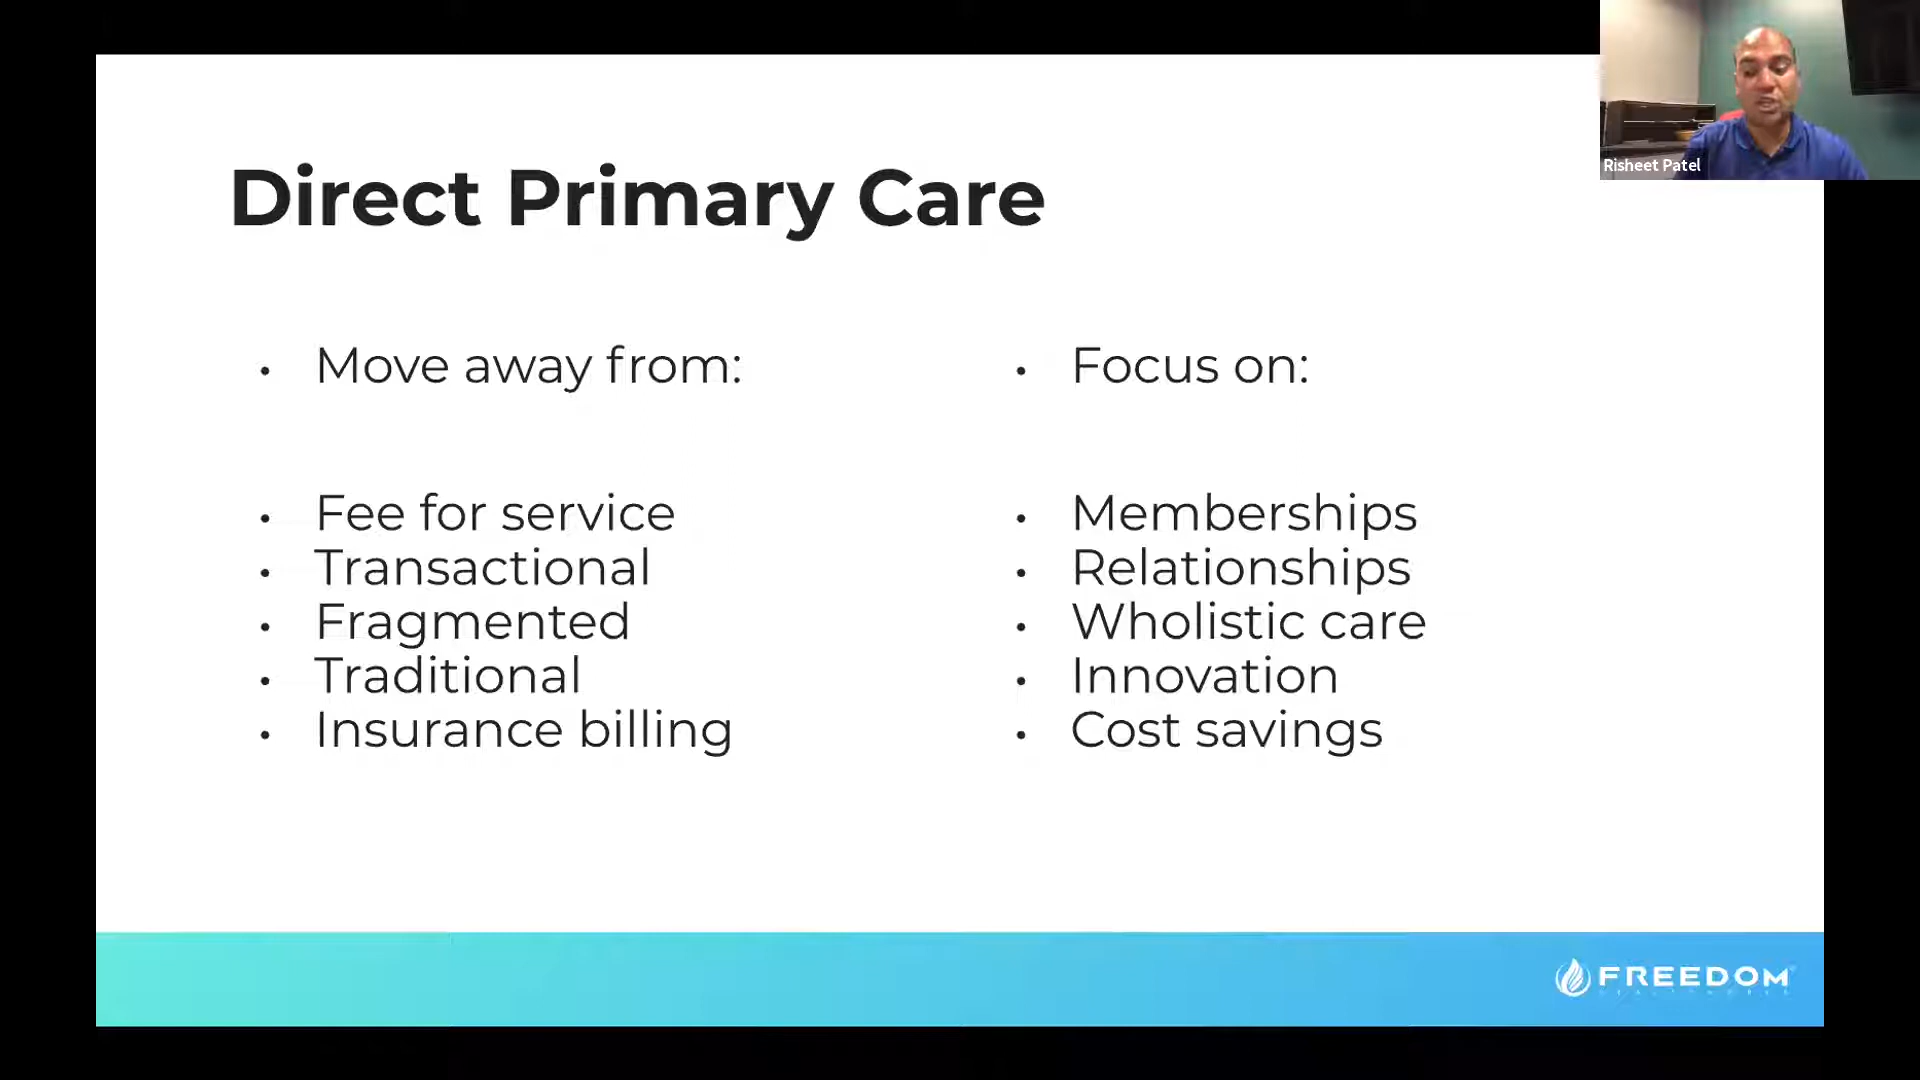 Risheet Patel
Direct Primary Care
• Move away from:
• Fee for service
• Transactional
• Fragmented
• Traditional
• Insurance billing
• Focus on:
• Memberships
• Relationships
• Wholistic care
• Innovation
• Cost savings
FREEDOM